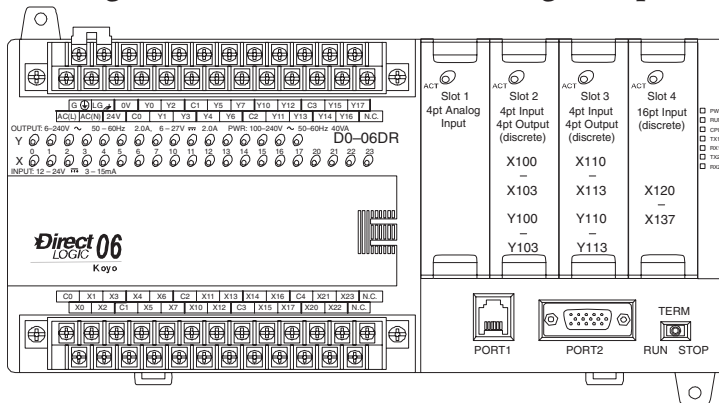 G LG 0V Y0 Y2 C1 Y5 Y7 Y10 Y12 C3 Y15 Y17
AC(L) AC(N) 24V C0 Y1 Y3 Y4 Y6 C2 Y11 Y13 Y14 Y16 N.C.
OUTPUT: 6–240V ∿ 50 – 60Hz 2.0A, 6 – 27V ⎓ 2.0A PWR: 100–240V ∿ 50–60Hz 40VA
Y
D0–06DR
0 1 2 3 4 5 6 7 10 11 12 13 14 15 16 17 20 21 22 23
X
INPUT: 12 – 24V ⎓ 3 – 15mA
Direct
LOGIC 06
Koyo
C0 X1 X3 X4 X6 C2 X11 X13 X14 X16 C4 X21 X23 N.C.
X0 X2 C1 X5 X7 X10 X12 C3 X15 X17 X20 X22 N.C.
ACT
Slot 1
4pt Analog
Input
ACT
Slot 2
4pt Input
4pt Output
(discrete)
X100
–
X103
Y100
–
Y103
ACT
Slot 3
4pt Input
4pt Output
(discrete)
X110
–
X113
Y110
–
Y113
ACT
Slot 4
16pt Input
(discrete)
X120
–
X137
PORT1
PORT2
TERM
RUN STOP